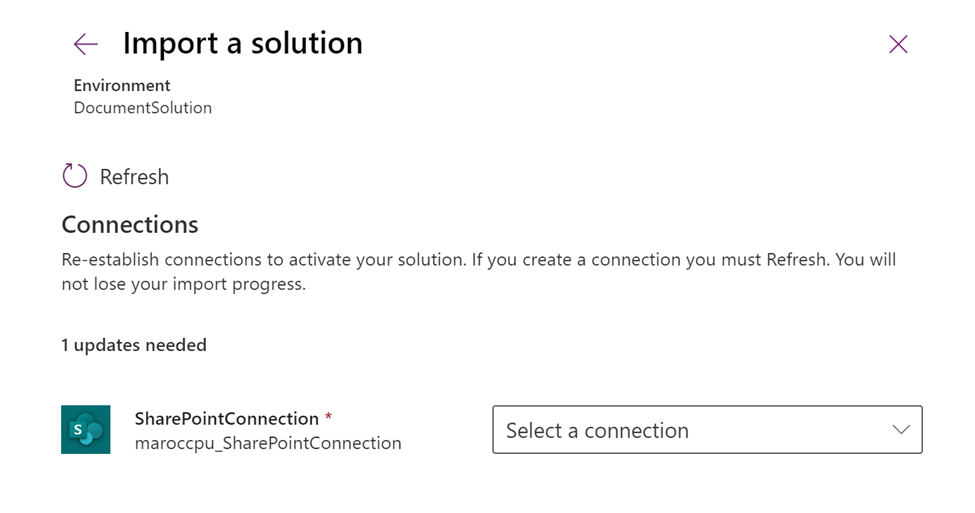 Import a solution
Environment
DocumentSolution
Refresh
Connections
Re-establish connections to activate your solution. If you create a connection you must Refresh. You will
not lose your import progress.
1 updates needed
S
SharePointConnection *
maroccpu_SharePointConnection
Select a connection